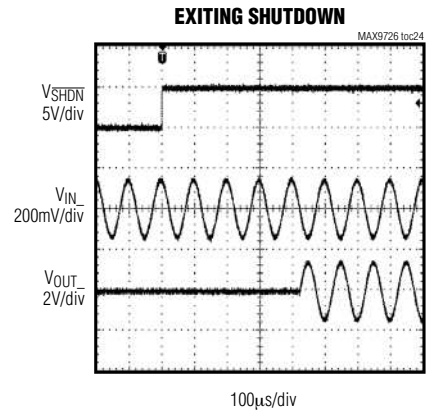 EXITING SHUTDOWN
MAX9726 toc24
T
VSHDN
5V/div
VIN_
200mV/div
VOUT_
2V/div
100μs/div